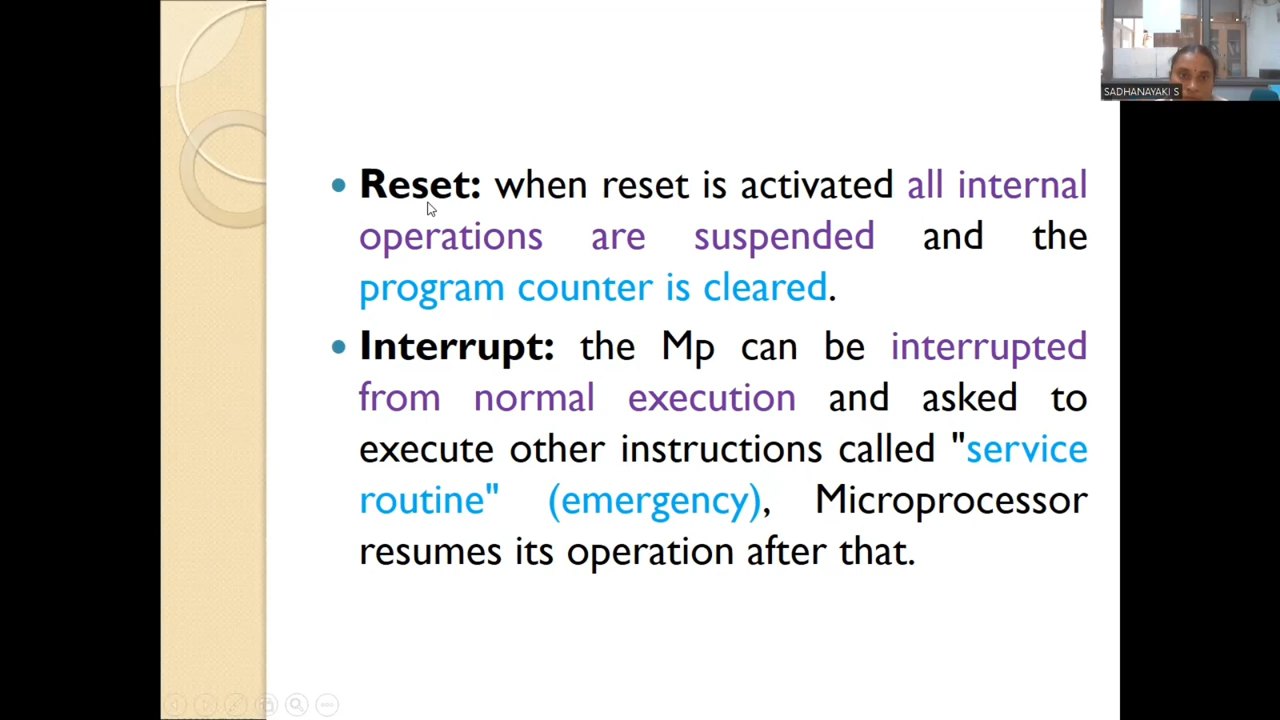 SADHANAYAKI S
• Reset: when reset is activated all internal
operations are suspended and the
program counter is cleared.
• Interrupt: the Mp can be interrupted
from normal execution and asked to
execute other instructions called "service
routine" (emergency), Microprocessor
resumes its operation after that.